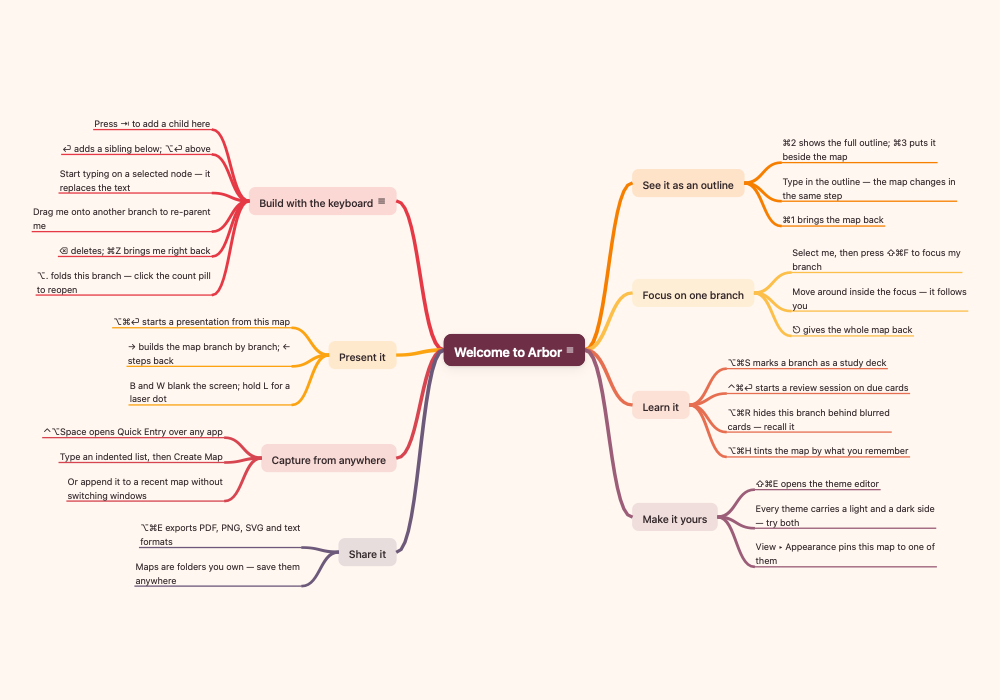 Welcome to Arbor
Build with the keyboard
Press ⇥ to add a child here
⏎ adds a sibling below; ⌥⏎ above
Start typing on a selected node — it
replaces the text
Drag me onto another branch to re-parent
me
⌫ deletes; ⌘Z brings me right back
⌥. folds this branch — click the count pill
to reopen
Present it
⌥⌘⏎ starts a presentation from this map
→ builds the map branch by branch; ←
steps back
B and W blank the screen; hold L for a
laser dot
Capture from anywhere
^⌥Space opens Quick Entry over any app
Type an indented list, then Create Map
Or append it to a recent map without
switching windows
Share it
⌥⌘E exports PDF, PNG, SVG and text
formats
Maps are folders you own — save them
anywhere
See it as an outline
⌘2 shows the full outline; ⌘3 puts it
beside the map
Type in the outline — the map changes in
the same step
⌘1 brings the map back
Focus on one branch
Select me, then press ⇧⌘F to focus my
branch
Move around inside the focus — it follows
you
⎋ gives the whole map back
Learn it
⌥⌘S marks a branch as a study deck
^⌘⏎ starts a review session on due cards
⌥⌘R hides this branch behind blurred
cards — recall it
⌥⌘H tints the map by what you remember
Make it yours
⇧⌘E opens the theme editor
Every theme carries a light and a dark side
— try both
View ▸ Appearance pins this map to one of
them